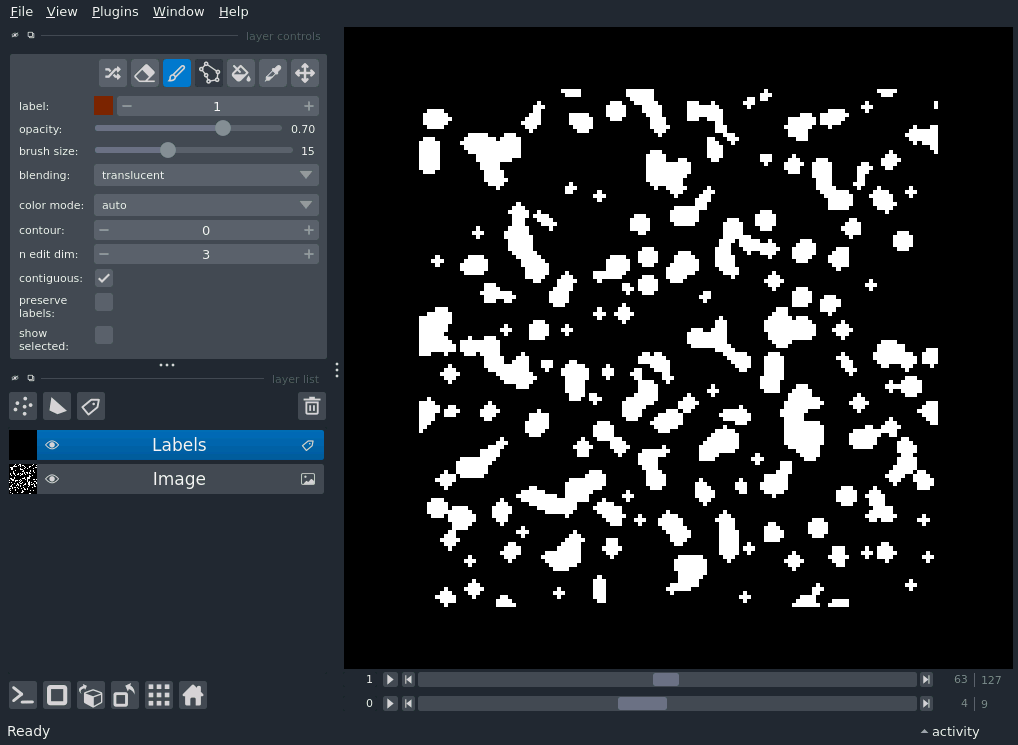 File View Plugins Window Help
layer controls
label: 1
opacity: 0.70
brush size: 15
blending: translucent
color mode: auto
contour: 0
n edit dim: 3
contiguous:
preserve
labels:
show
selected:
layer list
Labels
Image
1 63 127
0 4 9
Ready activity